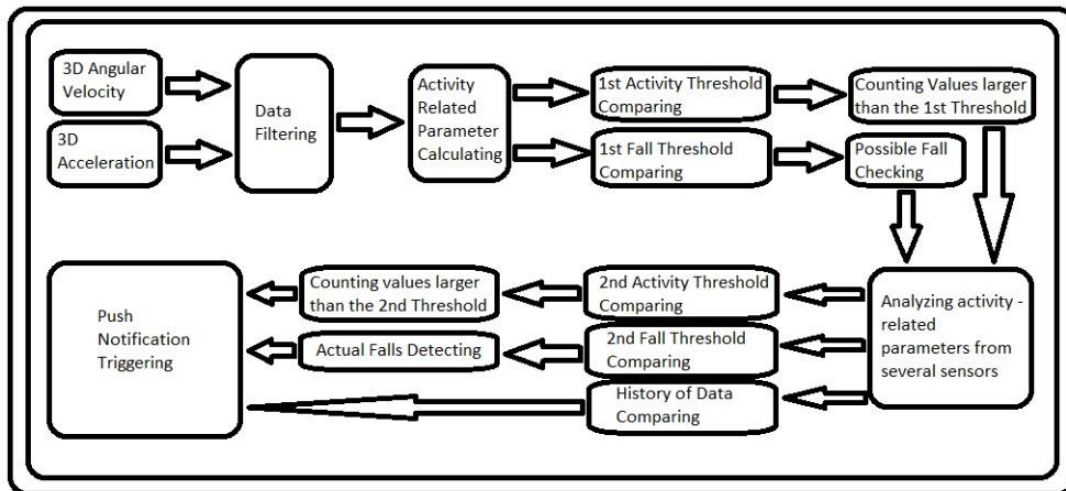 3D Angular
Velocity
3D
Acceleration
Data
Filtering
Activity
Related
Parameter
Calculating
1st Activity Threshold
Comparing
1st Fall Threshold
Comparing
Counting Values larger
than the 1st Threshold
Possible Fall
Checking
Analyzing activity -
related
parameters from
several sensors
2nd Activity Threshold
Comparing
2nd Fall Threshold
Comparing
History of Data
Comparing
Counting values larger
than the 2nd Threshold
Actual Falls Detecting
Push
Notification
Triggering